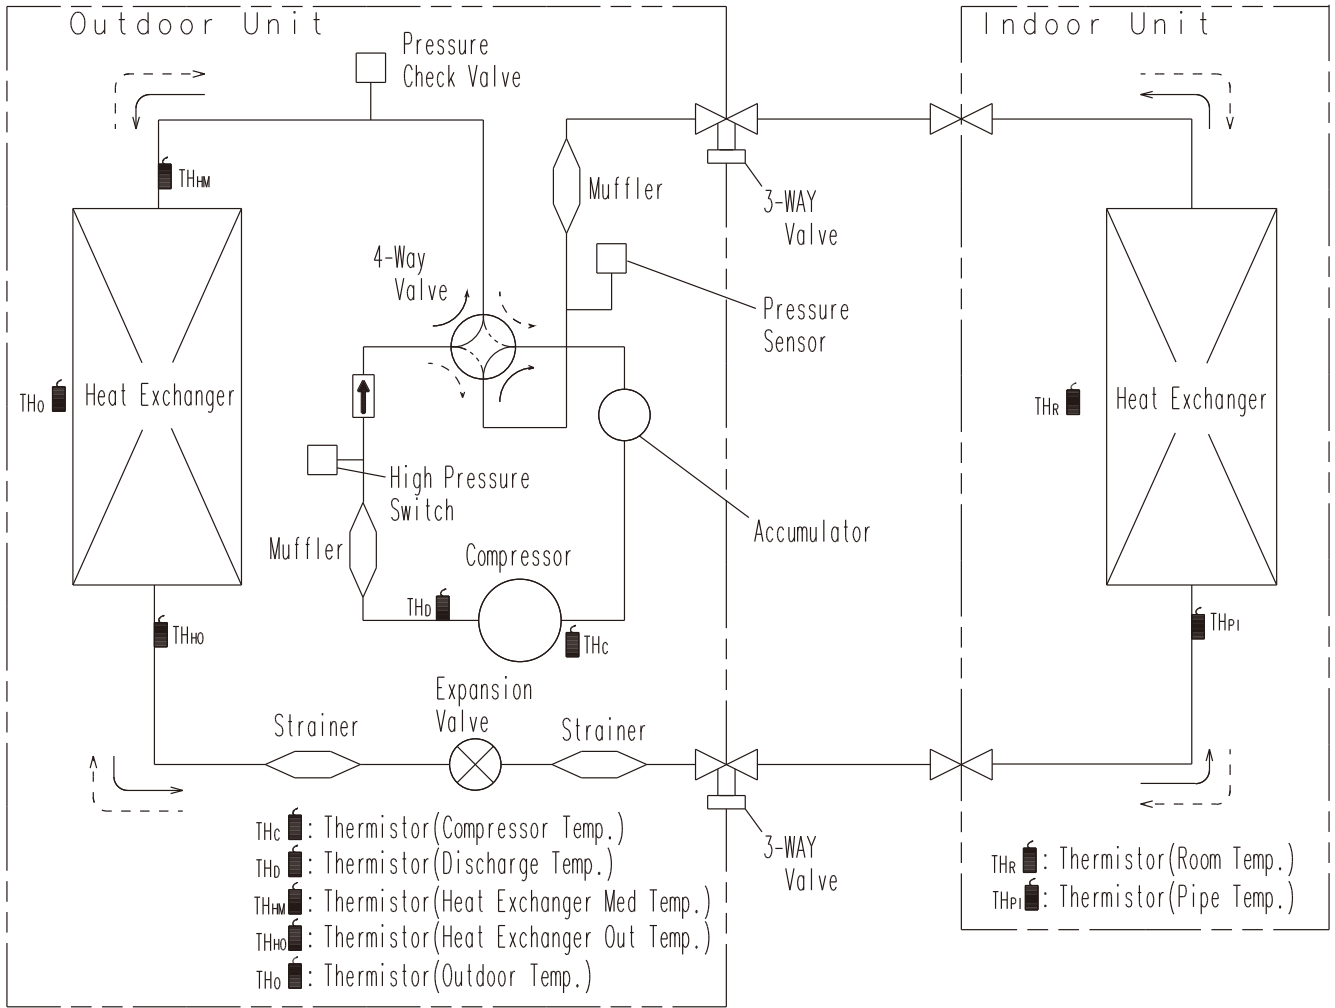 Outdoor Unit
Indoor Unit
Pressure
Check Valve
THHM
Muffler
3-WAY
Valve
4-Way
Valve
Pressure
Sensor
THO
Heat Exchanger
THR
Heat Exchanger
High Pressure
Switch
Accumulator
Muffler
Compressor
THD
THC
THHO
THPI
Expansion
Valve
Strainer
Strainer
3-WAY
Valve
THC : Thermistor(Compressor Temp.)
THD : Thermistor(Discharge Temp.)
THHM : Thermistor(Heat Exchanger Med Temp.)
THHO : Thermistor(Heat Exchanger Out Temp.)
THO : Thermistor(Outdoor Temp.)
THR : Thermistor(Room Temp.)
THPI : Thermistor(Pipe Temp.)